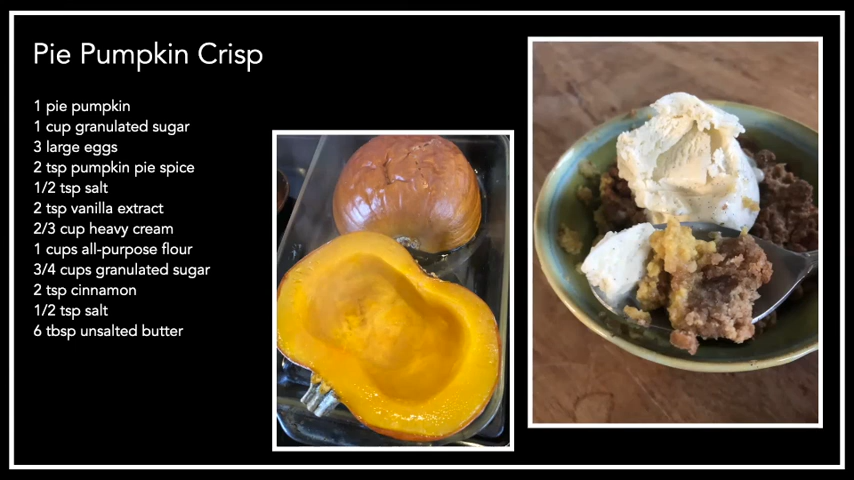 Pie Pumpkin Crisp
1 pie pumpkin
1 cup granulated sugar
3 large eggs
2 tsp pumpkin pie spice
1/2 tsp salt
2 tsp vanilla extract
2/3 cup heavy cream
1 cups all-purpose flour
3/4 cups granulated sugar
2 tsp cinnamon
1/2 tsp salt
6 tbsp unsalted butter